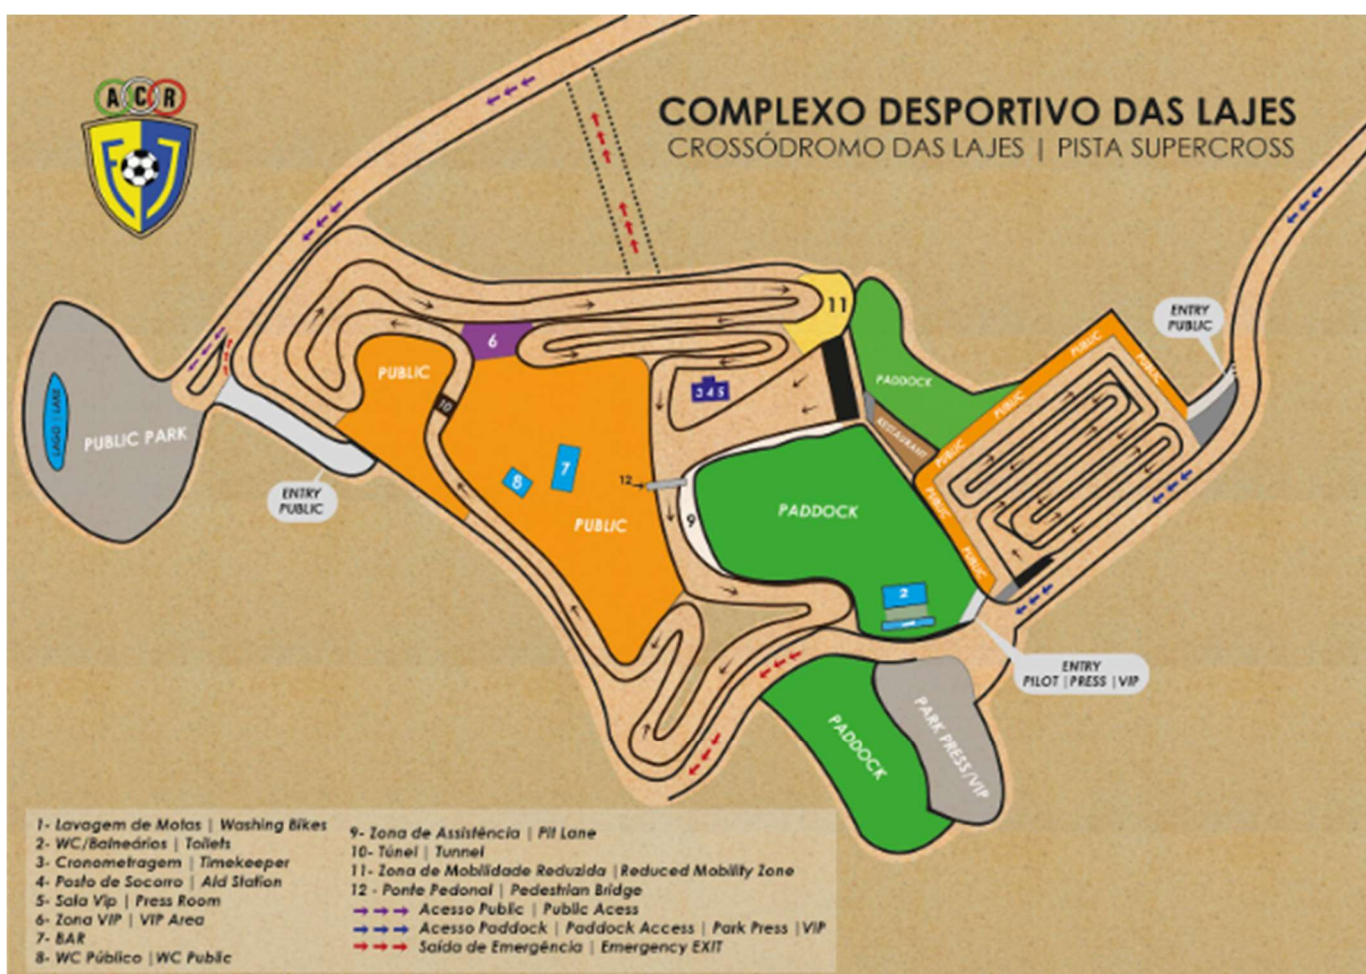 A C R
F J
COMPLEXO DESPORTIVO DAS LAJES
CROSSÓDROMO DAS LAJES | PISTA SUPERCROSS
ENTRY
PUBLIC
11
6
PUBLIC
PUBLIC
PUBLIC
PUBLIC
PADDOCK
3 4 5
PUBLIC
10
RESTAURANT
LAGO | LAKE
PUBLIC PARK
7
8
12
ENTRY
PUBLIC
PUBLIC
9
PADDOCK
PUBLIC
PUBLIC
2
ENTRY
PILOT | PRESS | VIP
PADDOCK
PARK PRESS/VIP
1- Lavagem de Motas | Washing Bikes
2- WC/Balneários | Toilets
3- Cronometragem | Timekeeper
4- Posto de Socorro | Aid Station
5- Sala Vip | Press Room
6- Zona VIP | VIP Area
7- BAR
8- WC Público | WC Public
9- Zona de Assistência | Pit Lane
10- Túnel | Tunnel
11- Zona de Mobilidade Reduzida | Reduced Mobility Zone
12 - Ponte Pedonal | Pedestrian Bridge
Acesso Public | Public Acess
Acesso Paddock | Paddock Access | Park Press | VIP
Saída de Emergência | Emergency EXIT